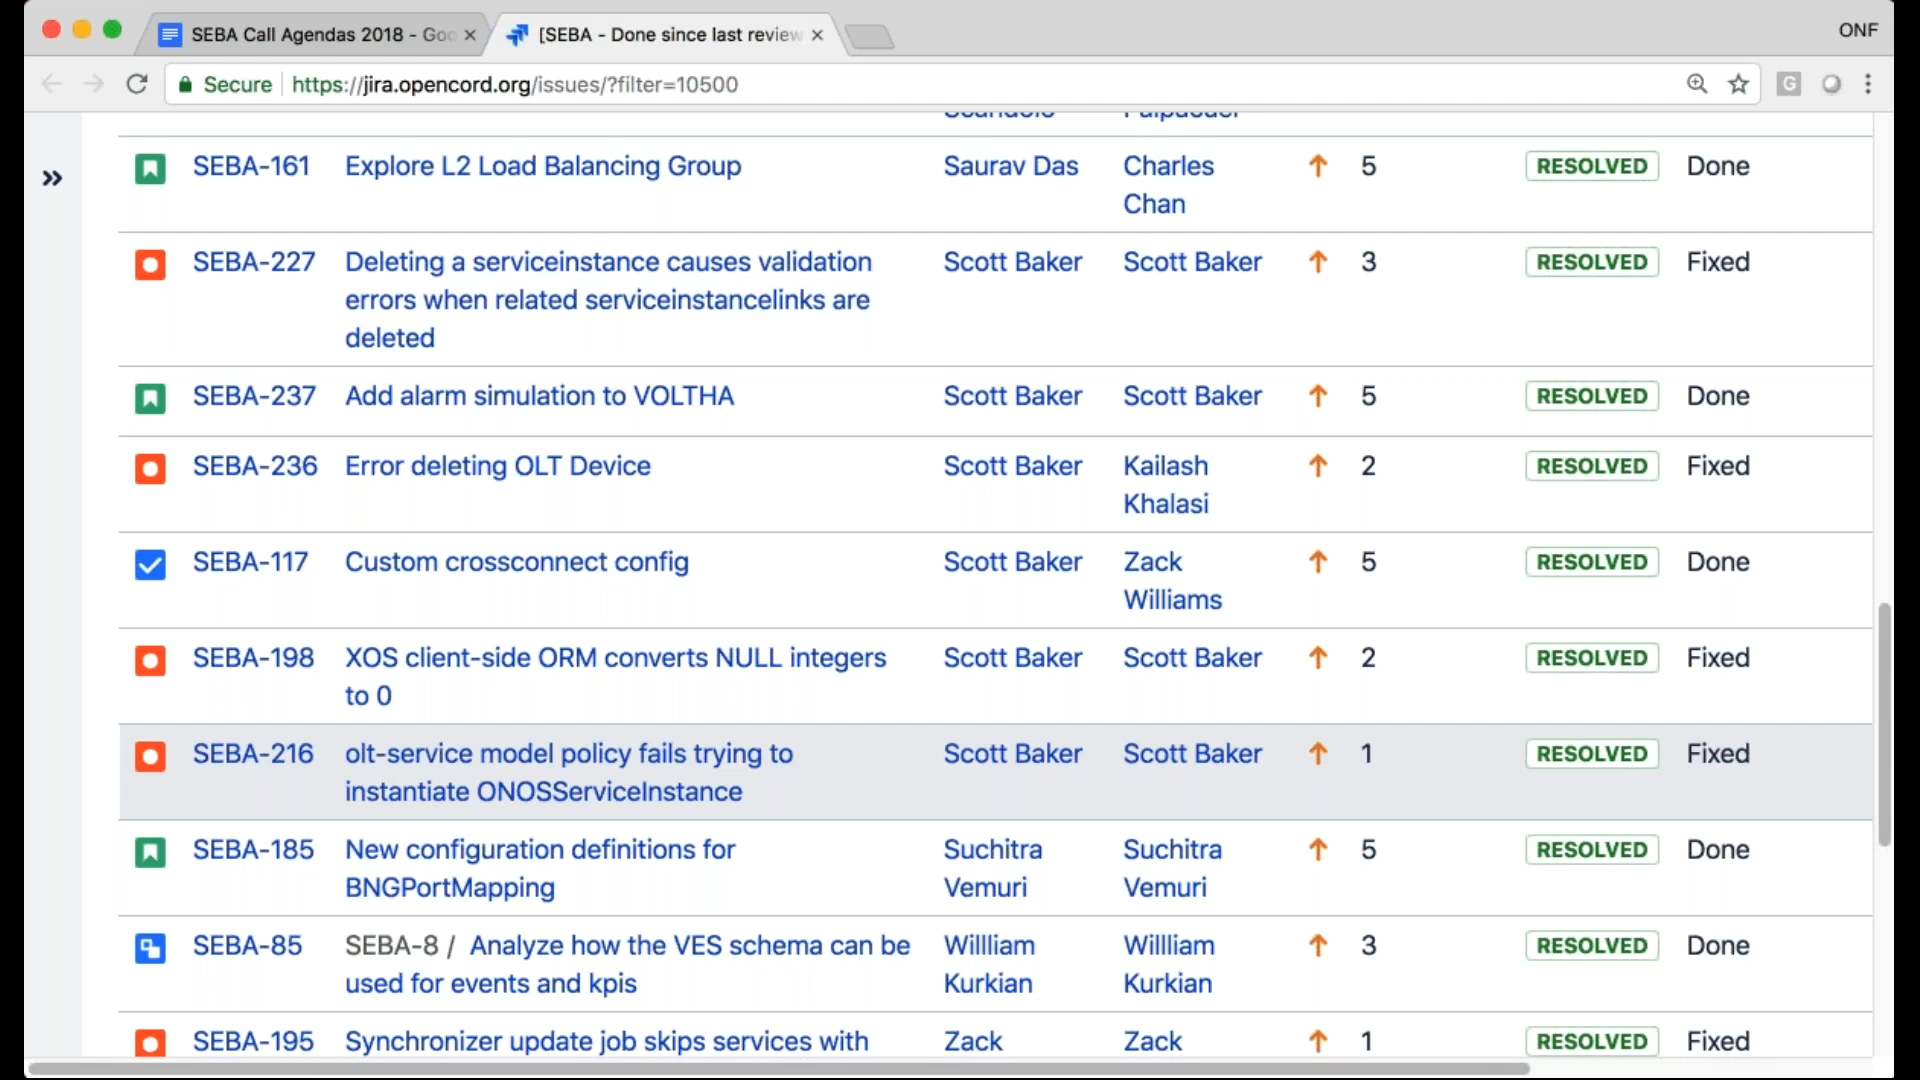 SEBA Call Agendas 2018 - Goo
[SEBA - Done since last review
ONF
Secure https://jira.opencord.org/issues/?filter=10500
SEBA-161 Explore L2 Load Balancing Group Saurav Das Charles 5 RESOLVED Done
Chan
SEBA-227 Deleting a serviceinstance causes validation Scott Baker Scott Baker 3 RESOLVED Fixed
errors when related serviceinstancelinks are
deleted
SEBA-237 Add alarm simulation to VOLTHA Scott Baker Scott Baker 5 RESOLVED Done
SEBA-236 Error deleting OLT Device Scott Baker Kailash 2 RESOLVED Fixed
Khalasi
SEBA-117 Custom crossconnect config Scott Baker Zack 5 RESOLVED Done
Williams
SEBA-198 XOS client-side ORM converts NULL integers Scott Baker Scott Baker 2 RESOLVED Fixed
to 0
SEBA-216 olt-service model policy fails trying to Scott Baker Scott Baker 1 RESOLVED Fixed
instantiate ONOSServiceInstance
SEBA-185 New configuration definitions for Suchitra Suchitra 5 RESOLVED Done
BNGPortMapping Vemuri Vemuri
SEBA-85 SEBA-8 / Analyze how the VES schema can be Willliam Willliam 3 RESOLVED Done
used for events and kpis Kurkian Kurkian
SEBA-195 Synchronizer update job skips services with Zack Zack 1 RESOLVED Fixed